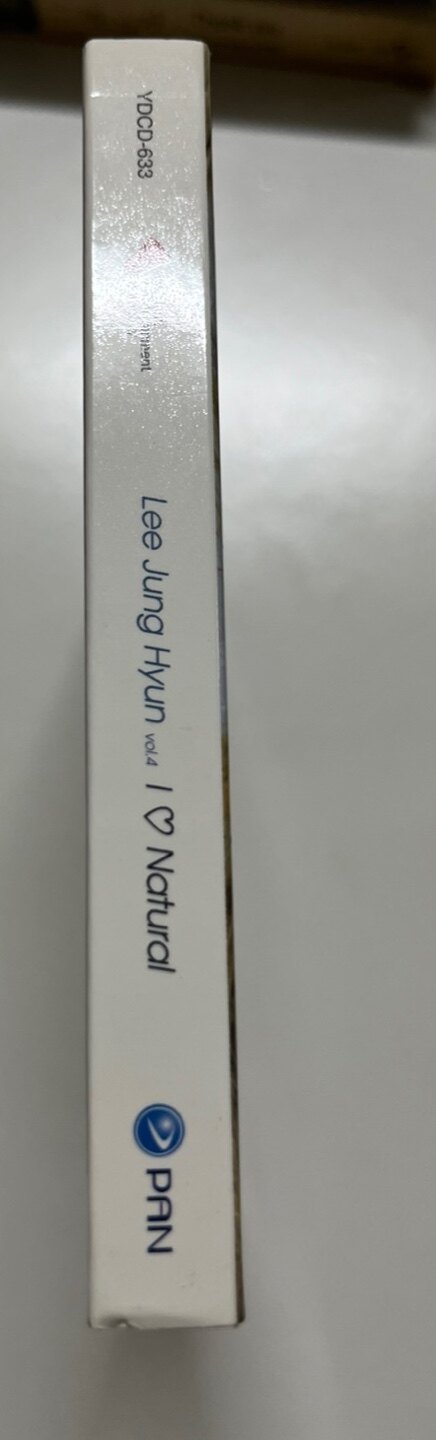 YDCD-633
Lee Jung Hyun vol.4 I ♡ Natural
PAN